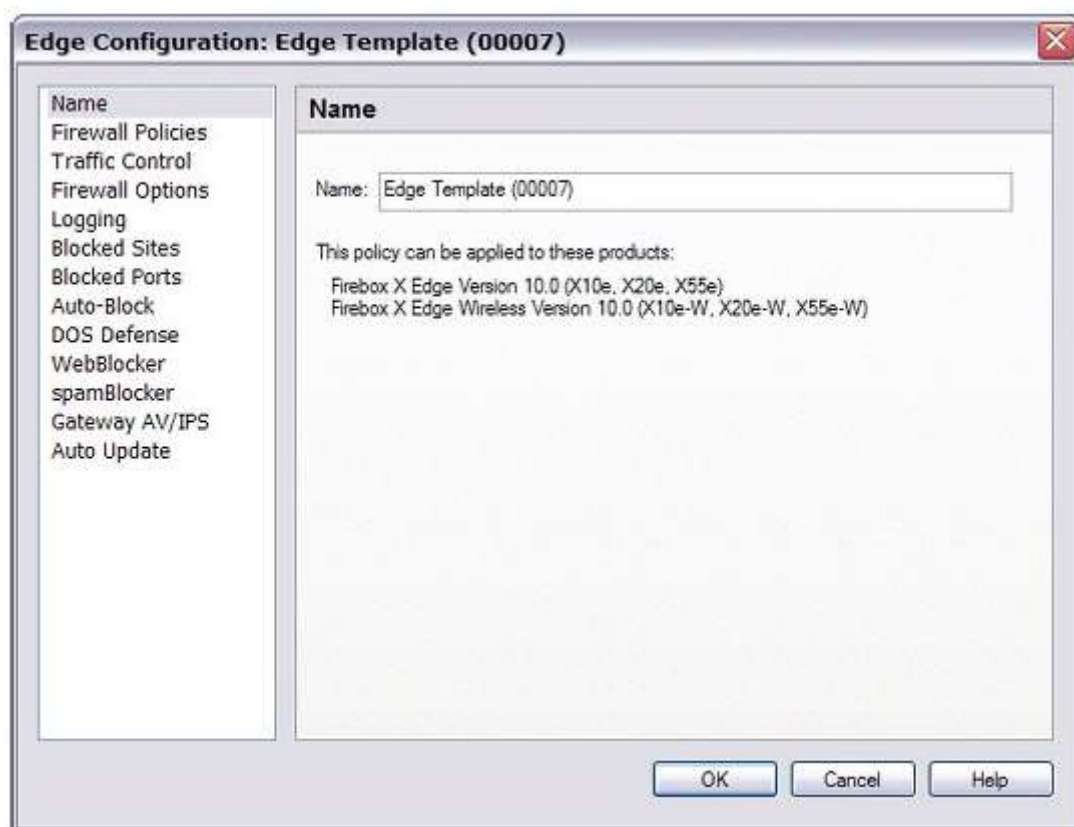 Edge Configuration: Edge Template (00007)
Name
Firewall Policies
Traffic Control
Firewall Options
Logging
Blocked Sites
Blocked Ports
Auto-Block
DOS Defense
WebBlocker
spamBlocker
Gateway AV/IPS
Auto Update
Name
Name: Edge Template (00007)
This policy can be applied to these products:
Firebox X Edge Version 10.0 (X10e, X20e, X55e)
Firebox X Edge Wireless Version 10.0 (X10e-W, X20e-W, X55e-W)
OK Cancel Help